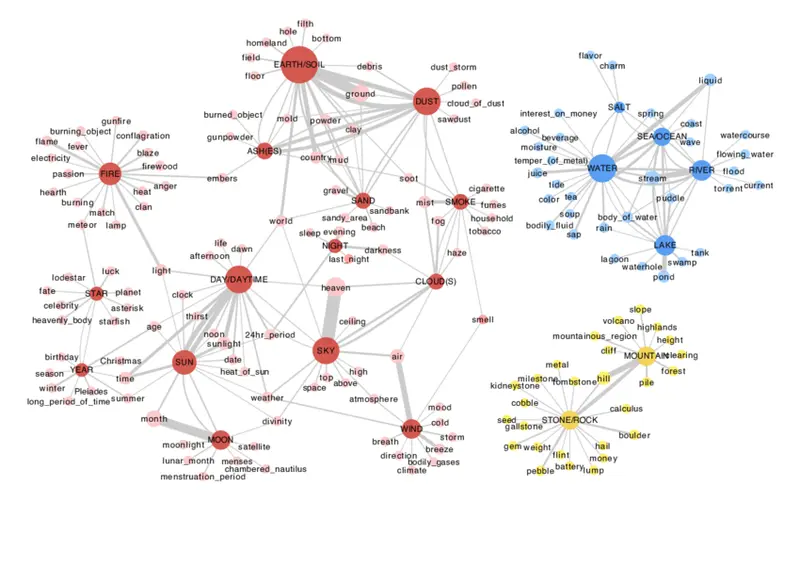 filth
hole
bottom
homeland
field
EARTH/SOIL
debris
floor
ground
dust_storm
pollen
DUST
cloud_of_dust
sawdust
burned_object
mold
powder
gunpowder
clay
ASH(ES)
country
mud
embers
soot
gunfire
burning_object
conflagration
flame
fever
blaze
electricity
firewood
passion
FIRE
anger
hearth
heat
burning
clan
match
meteor
lamp
gravel
SAND
sandbank
sandy_area
beach
world
cigarette
mist
SMOKE
fumes
household
fog
tobacco
haze
sleep
evening
NIGHT
darkness
last_night
life
dawn
afternoon
light
DAY/DAYTIME
CLOUD(S)
heaven
luck
lodestar
fate
STAR
planet
celebrity
asterisk
heavenly_body
starfish
clock
thirst
age
noon
24hr_period
sunlight
ceiling
smell
SKY
air
birthday
Christmas
SUN
date
heat_of_sun
season
YEAR
time
top
high
above
space
winter
Pleiades
summer
long_period_of_time
weather
atmosphere
month
divinity
moonlight
MOON
satellite
lunar_month
menses
chambered_nautilus
menstruation_period
mood
WIND
cold
storm
breath
breeze
direction
bodily_gases
climate
flavor
charm
liquid
SALT
interest_on_money
spring
coast
alcohol
beverage
SEA/OCEAN
wave
watercourse
moisture
flowing_water
temper_(of_metal)
WATER
RIVER
flood
juice
stream
torrent
current
tide
puddle
color
tea
soup
body_of_water
bodily_fluid
rain
sap
LAKE
lagoon
tank
waterhole
swamp
pond
slope
volcano
highlands
mountainous_region
height
cliff
MOUNTAIN
clearing
metal
forest
milestone
tombstone
hill
pile
kidneystone
cobble
calculus
seed
STONE/ROCK
gallstone
boulder
gem
weight
hail
flint
money
pebble
battery
lump